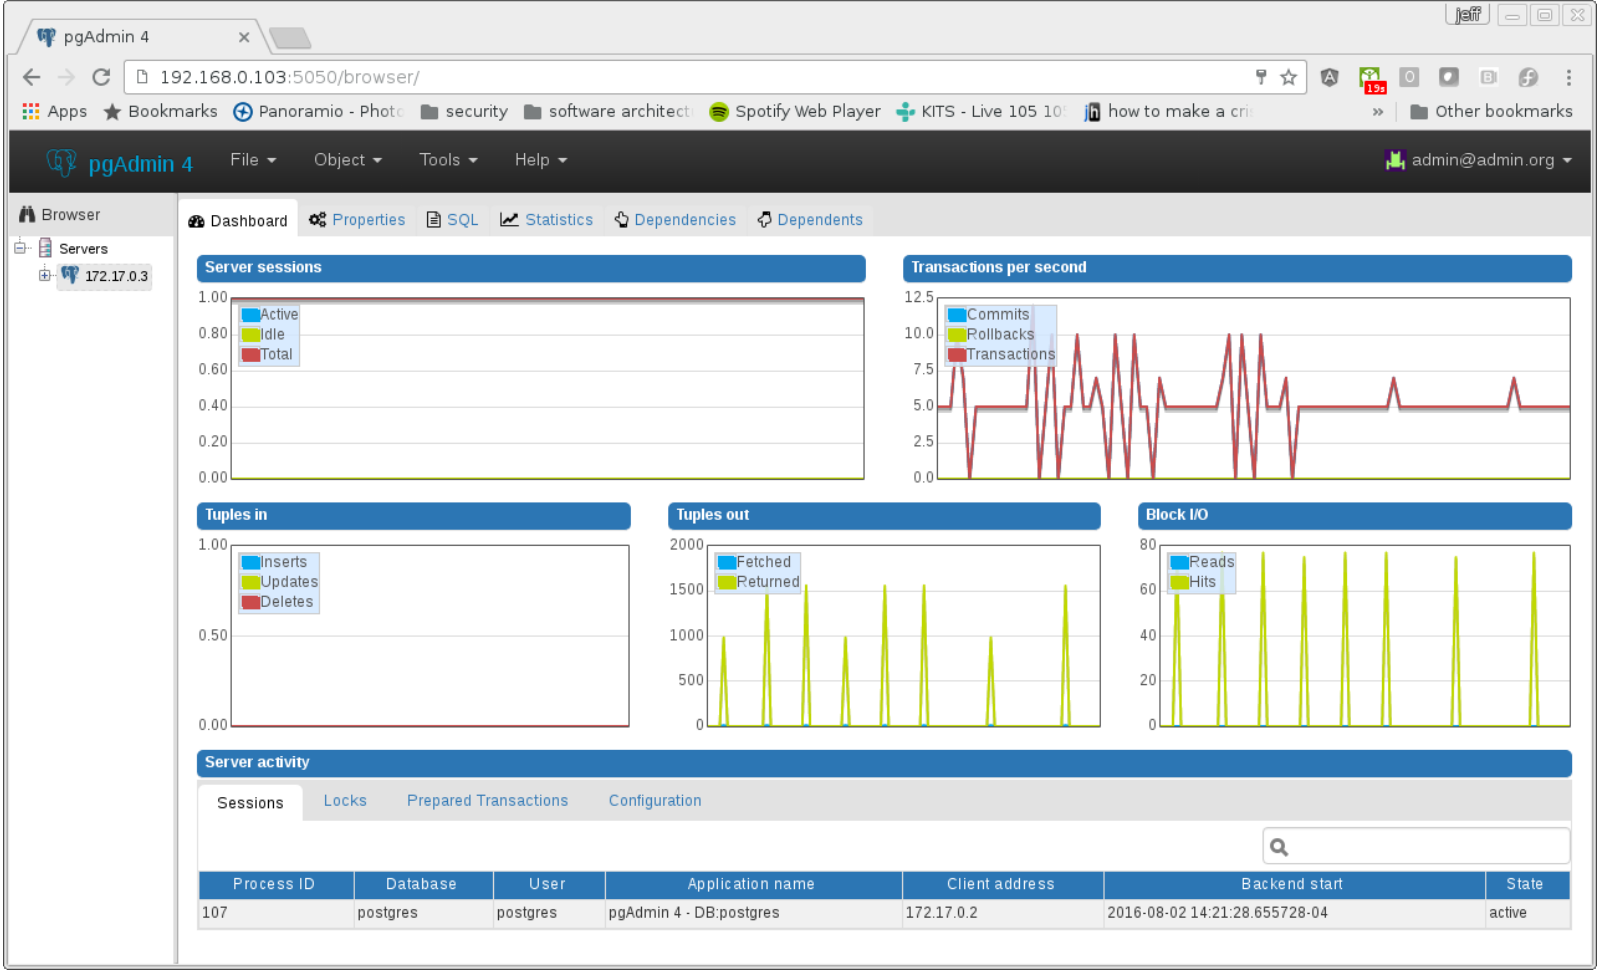 jeff
pgAdmin 4
192.168.0.103:5050/browser/
19s
Apps Bookmarks Panoramio - Photo security software architect Spotify Web Player KITS - Live 105 10 how to make a cri » Other bookmarks
pgAdmin 4 File Object Tools Help admin@admin.org
Browser
Dashboard Properties SQL Statistics Dependencies Dependents
Servers
172.17.0.3
Server sessions
1.00
0.80
0.60
0.40
0.20
0.00
Active
Idle
Total
Transactions per second
12.5
10.0
7.5
5.0
2.5
0.0
Commits
Rollbacks
Transactions
Tuples in
1.00
0.50
0.00
Inserts
Updates
Deletes
Tuples out
2000
1500
1000
500
0
Fetched
Returned
Block I/O
80
60
40
20
0
Reads
Hits
Server activity
Sessions Locks Prepared Transactions Configuration
Process ID Database User Application name Client address Backend start State
107 postgres postgres pgAdmin 4 - DB:postgres 172.17.0.2 2016-08-02 14:21:28.655728-04 active